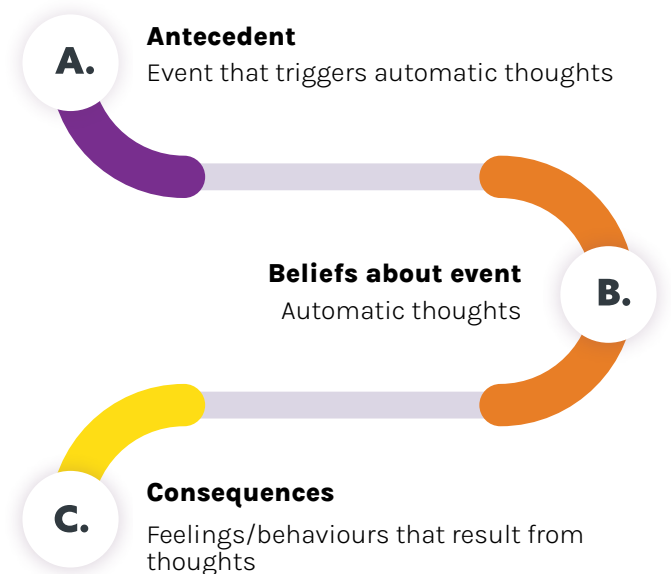 A.
Antecedent
Event that triggers automatic thoughts
Beliefs about event
Automatic thoughts
B.
C.
Consequences
Feelings/behaviours that result from
thoughts